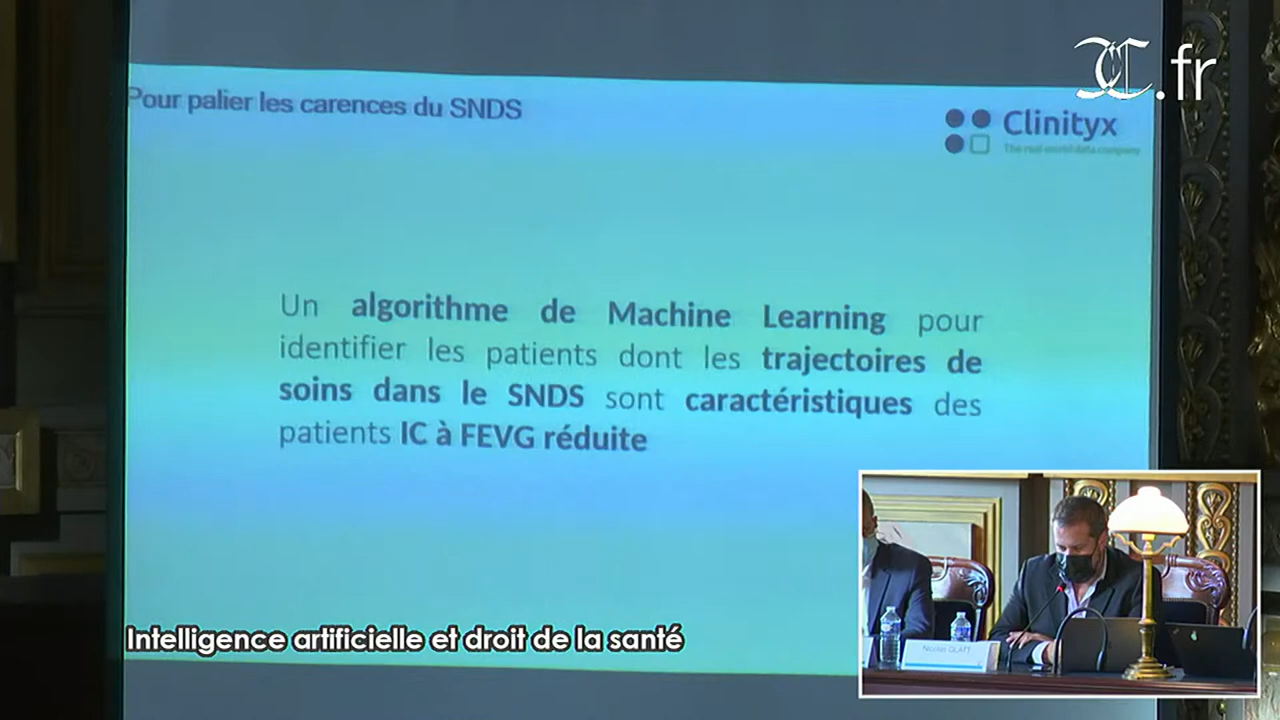 Pour palier les carences du SNDS
.fr
Clinityx
The real world data company
Un algorithme de Machine Learning pour
identifier les patients dont les trajectoires de
soins dans le SNDS sont caractéristiques des
patients IC à FEVG réduite
Intelligence artificielle et droit de la santé
Nicolas GLATT